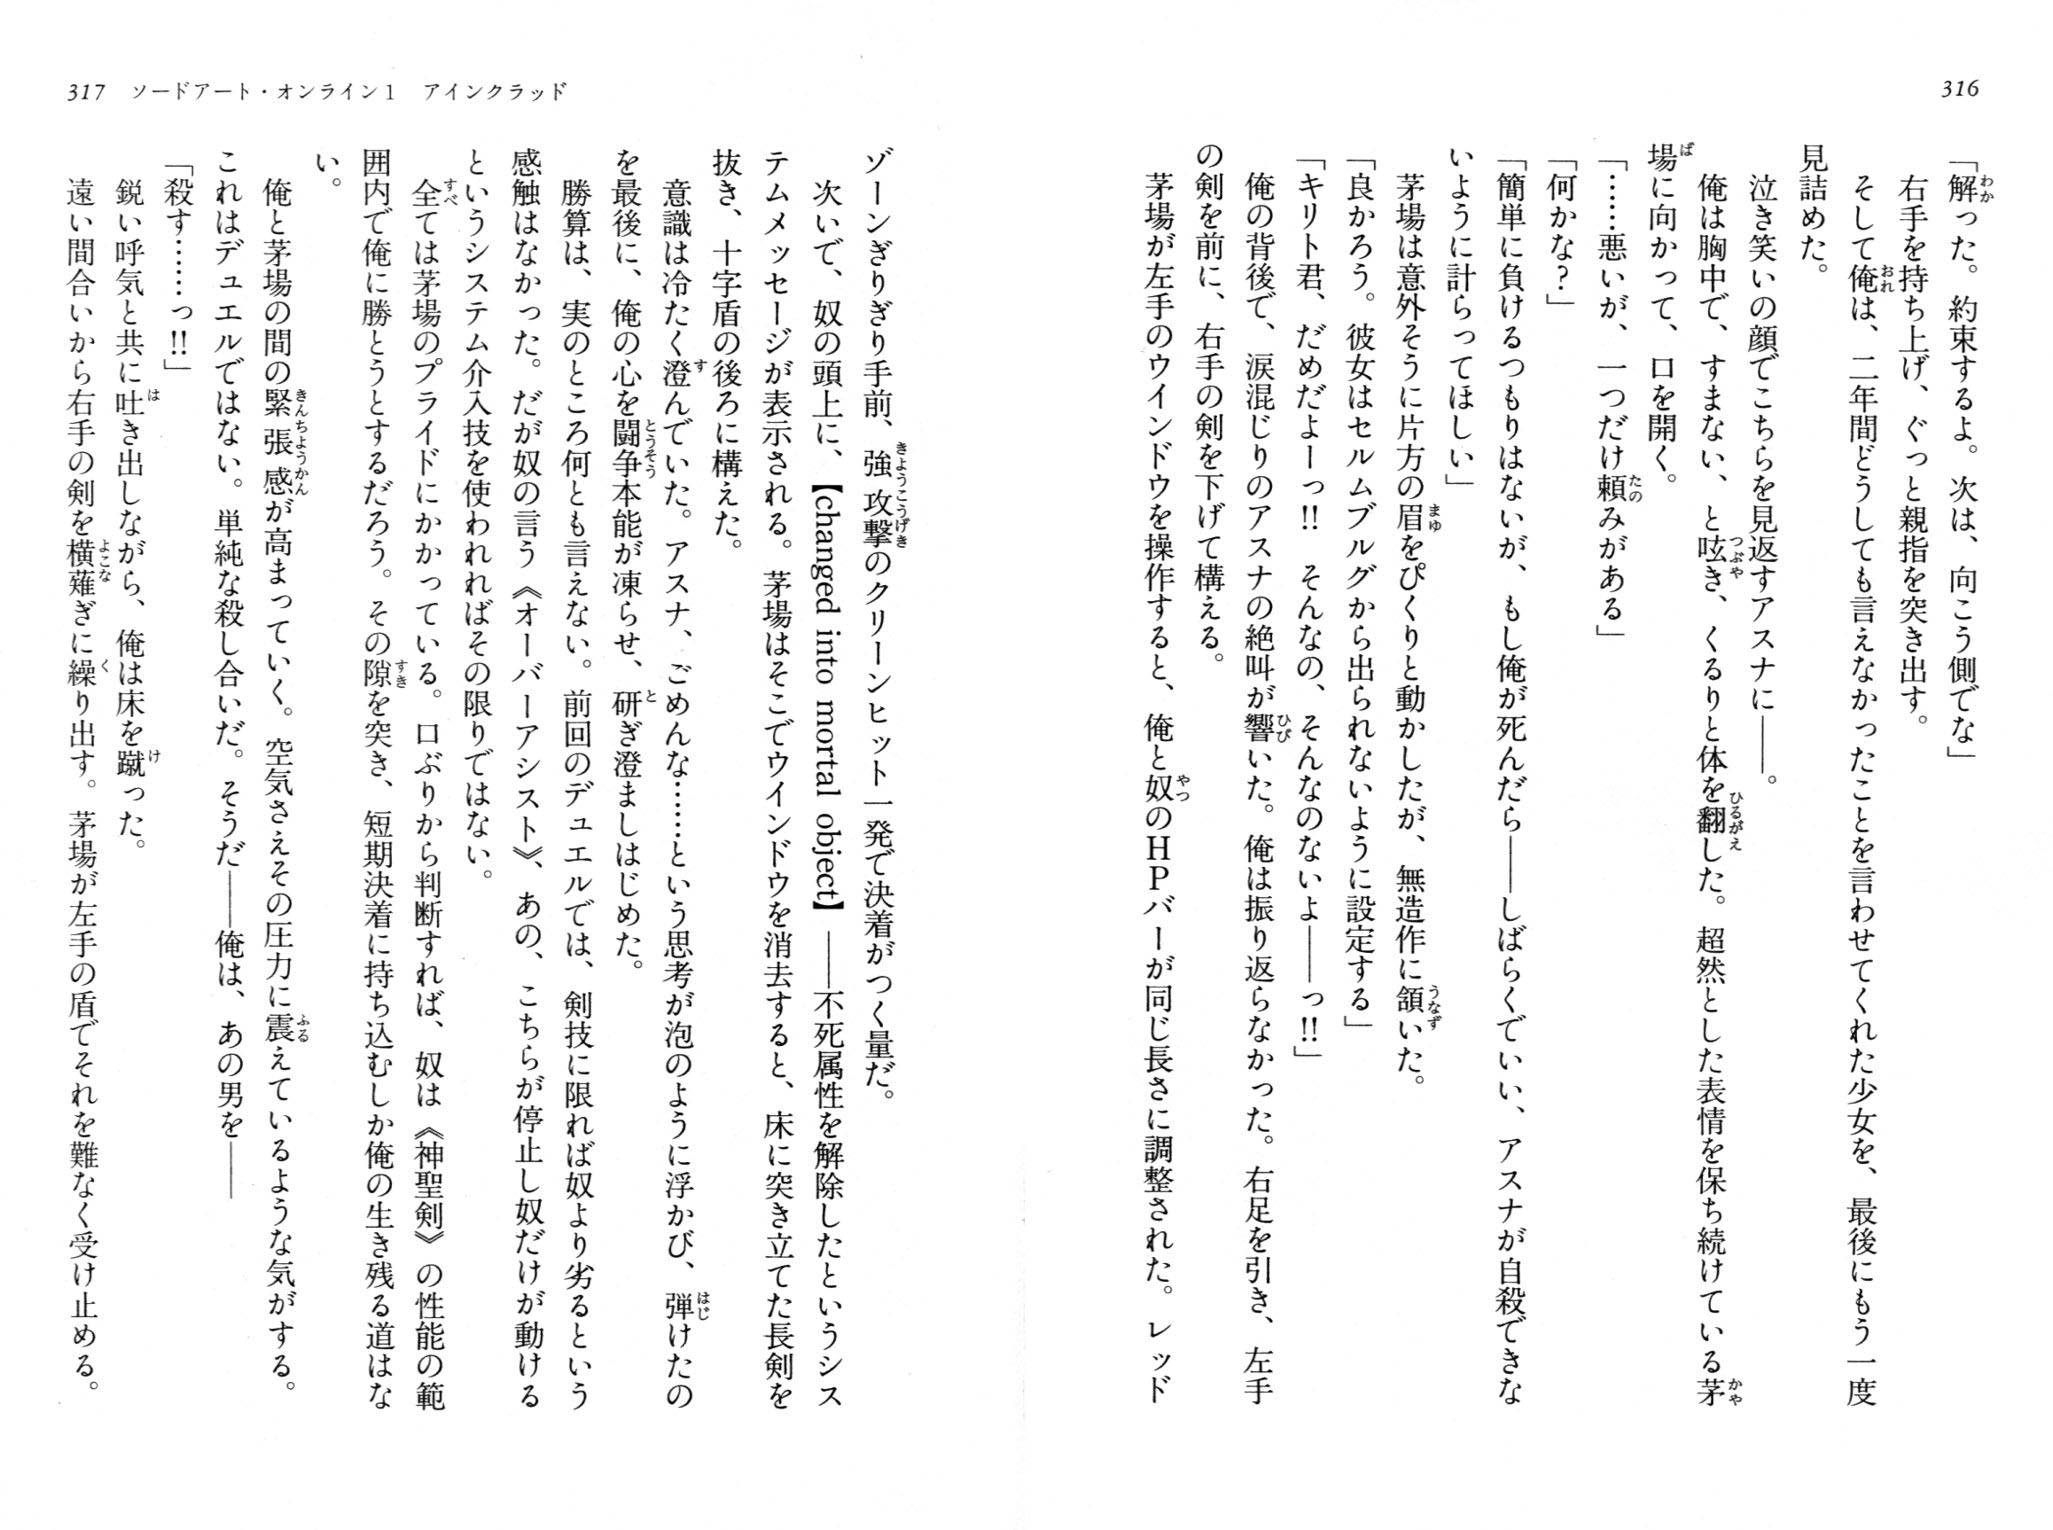 316
「解った。約束するよ。次は、向こう側でな」
右手を持ち上げ、ぐっと親指を突き出す。
そして俺は、二年間どうしても言えなかったことを言わせてくれた少女を、最後にもう一度
見詰めた。
泣き笑いの顔でこちらを見返すアスナに――。
俺は胸中で、すまない、と呟き、くるりと体を翻した。超然とした表情を保ち続けている茅
場に向かって、口を開く。
「……悪いが、一つだけ頼みがある」
「何かな？」
「簡単に負けるつもりはないが、もし俺が死んだら――しばらくでいい、アスナが自殺できな
いように計らってほしい」
茅場は意外そうに片方の眉をぴくりと動かしたが、無造作に頷いた。
「良かろう。彼女はセルムブルグから出られないように設定する」
「キリト君、だめだよーっ!!　そんなの、そんなのないよ――っ!!」
俺の背後で、涙混じりのアスナの絶叫が響いた。俺は振り返らなかった。右足を引き、左手
の剣を前に、右手の剣を下げて構える。
茅場が左手のウインドウを操作すると、俺と奴のＨＰバーが同じ長さに調整された。レッド
317　ソードアート・オンライン1　アインクラッド
ゾーンぎりぎり手前、強攻撃のクリーンヒット一発で決着がつく量だ。
次いで、奴の頭上に、【changed into mortal object】――不死属性を解除したというシス
テムメッセージが表示される。茅場はそこでウインドウを消去すると、床に突き立てた長剣を
抜き、十字盾の後ろに構えた。
意識は冷たく澄んでいた。アスナ、ごめんな……という思考が泡のように浮かび、弾けたの
を最後に、俺の心を闘争本能が凍らせ、研ぎ澄ましはじめた。
勝算は、実のところ何とも言えない。前回のデュエルでは、剣技に限れば奴より劣るという
感触はなかった。だが奴の言う《オーバーアシスト》、あの、こちらが停止し奴だけが動ける
というシステム介入技を使われればその限りではない。
全ては茅場のプライドにかかっている。口ぶりから判断すれば、奴は《神聖剣》の性能の範
囲内で俺に勝とうとするだろう。その隙を突き、短期決着に持ち込むしか俺の生き残る道はな
い。
俺と茅場の間の緊張感が高まっていく。空気さえその圧力に震えているような気がする。
これはデュエルではない。単純な殺し合いだ。そうだ――俺は、あの男を――
「殺す……っ!!」
鋭い呼気と共に吐き出しながら、俺は床を蹴った。
遠い間合いから右手の剣を横薙ぎに繰り出す。茅場が左手の盾でそれを難なく受け止める。